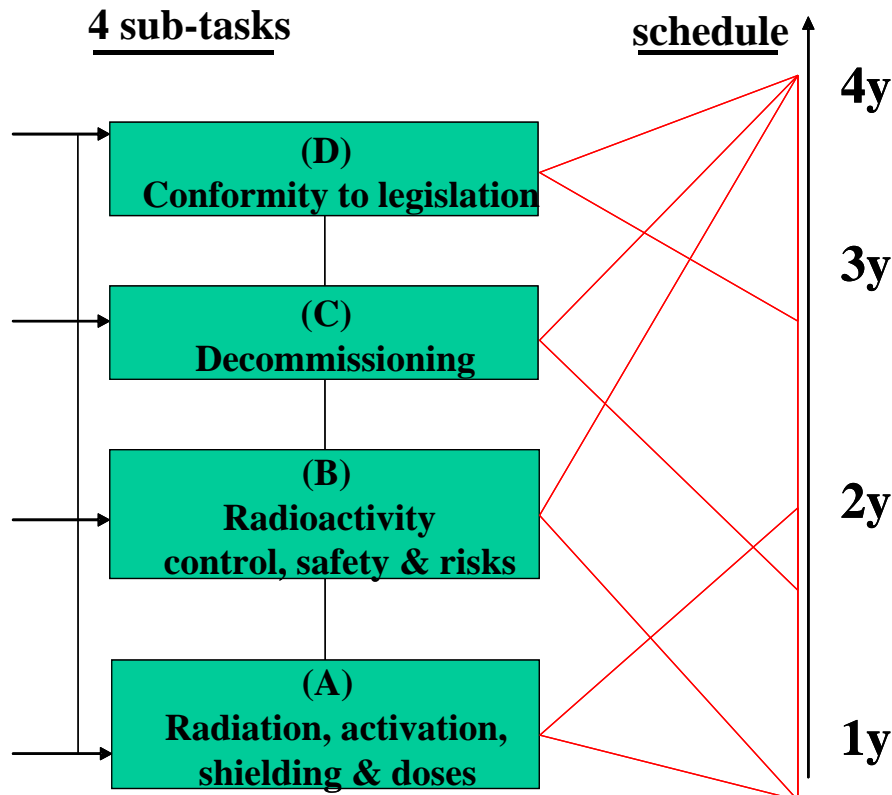 4 sub-tasks
schedule
4y
(D)
Conformity to legislation
3y
(C)
Decommissioning
(B)
Radioactivity
control, safety & risks
2y
(A)
Radiation, activation,
shielding & doses
1y